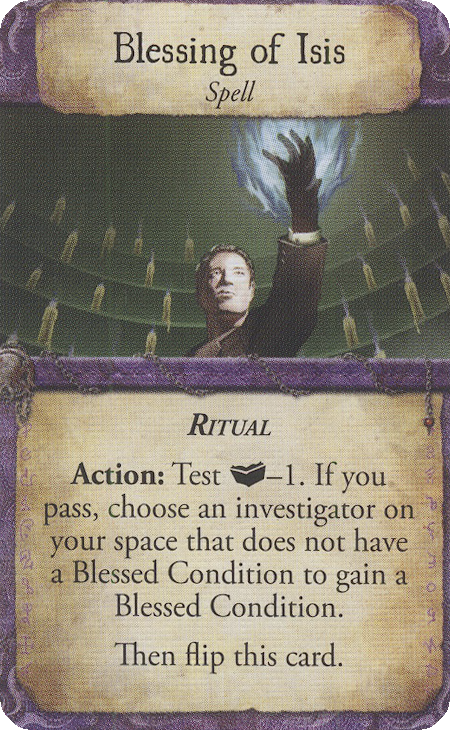 Blessing of Isis
Spell
RITUAL
Action: Test –1. If you
pass, choose an investigator on
your space that does not have
a Blessed Condition to gain a
Blessed Condition.
Then flip this card.